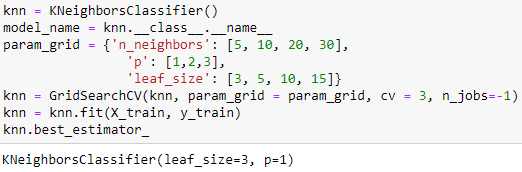 knn = KNeighborsClassifier()
model_name = knn.__class__.__name__
param_grid = {'n_neighbors': [5, 10, 20, 30],
              'p': [1,2,3],
              'leaf_size': [3, 5, 10, 15]}
knn = GridSearchCV(knn, param_grid = param_grid, cv = 3, n_jobs=-1)
knn = knn.fit(X_train, y_train)
knn.best_estimator_
KNeighborsClassifier(leaf_size=3, p=1)